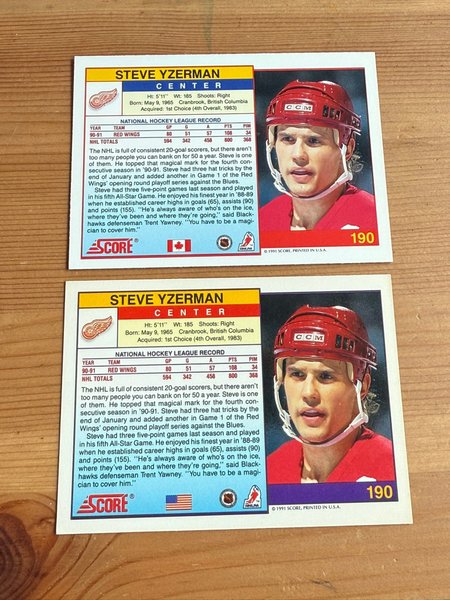 STEVE YZERMAN
CENTER
Ht: 5'11" Wt: 185 Shoots: Right
Born: May 9, 1965 Cranbrook, British Columbia
Acquired: 1st Choice (4th Overall, 1983)
NATIONAL HOCKEY LEAGUE RECORD
YEAR TEAM GP G A PTS PIM
90-91 RED WINGS 80 51 57 108 34
NHL TOTALS 594 342 458 800 368
The NHL is full of consistent 20-goal scorers, but there aren't
too many people you can bank on for 50 a year. Steve is one
of them. He topped that magical mark for the fourth con-
secutive season in '90-91. Steve had three hat tricks by the
end of January and added another in Game 1 of the Red
Wings' opening round playoff series against the Blues.
Steve had three five-point games last season and played
in his fifth All-Star Game. He enjoyed his finest year in '88-89
when he established career highs in goals (65), assists (90)
and points (155). "He's always aware of who's on the ice,
where they've been and where they're going," said Black-
hawks defenseman Trent Yawney. "You have to be a magi-
cian to cover him."
CCM
190
SCORE®
NHL
© 1991 SCORE, PRINTED IN U.S.A.
STEVE YZERMAN
CENTER
Ht: 5'11" Wt: 185 Shoots: Right
Born: May 9, 1965 Cranbrook, British Columbia
Acquired: 1st Choice (4th Overall, 1983)
NATIONAL HOCKEY LEAGUE RECORD
YEAR TEAM GP G A PTS PIM
90-91 RED WINGS 80 51 57 108 34
NHL TOTALS 594 342 458 800 368
The NHL is full of consistent 20-goal scorers, but there aren't
too many people you can bank on for 50 a year. Steve is one
of them. He topped that magical mark for the fourth con-
secutive season in '90-91. Steve had three hat tricks by the
end of January and added another in Game 1 of the Red
Wings' opening round playoff series against the Blues.
Steve had three five-point games last season and played
in his fifth All-Star Game. He enjoyed his finest year in '88-89
when he established career highs in goals (65), assists (90)
and points (155). "He's always aware of who's on the ice,
where they've been and where they're going," said Black-
hawks defenseman Trent Yawney. "You have to be a magi-
cian to cover him."
CCM
190
SCORE®
NHL
© 1991 SCORE, PRINTED IN U.S.A.